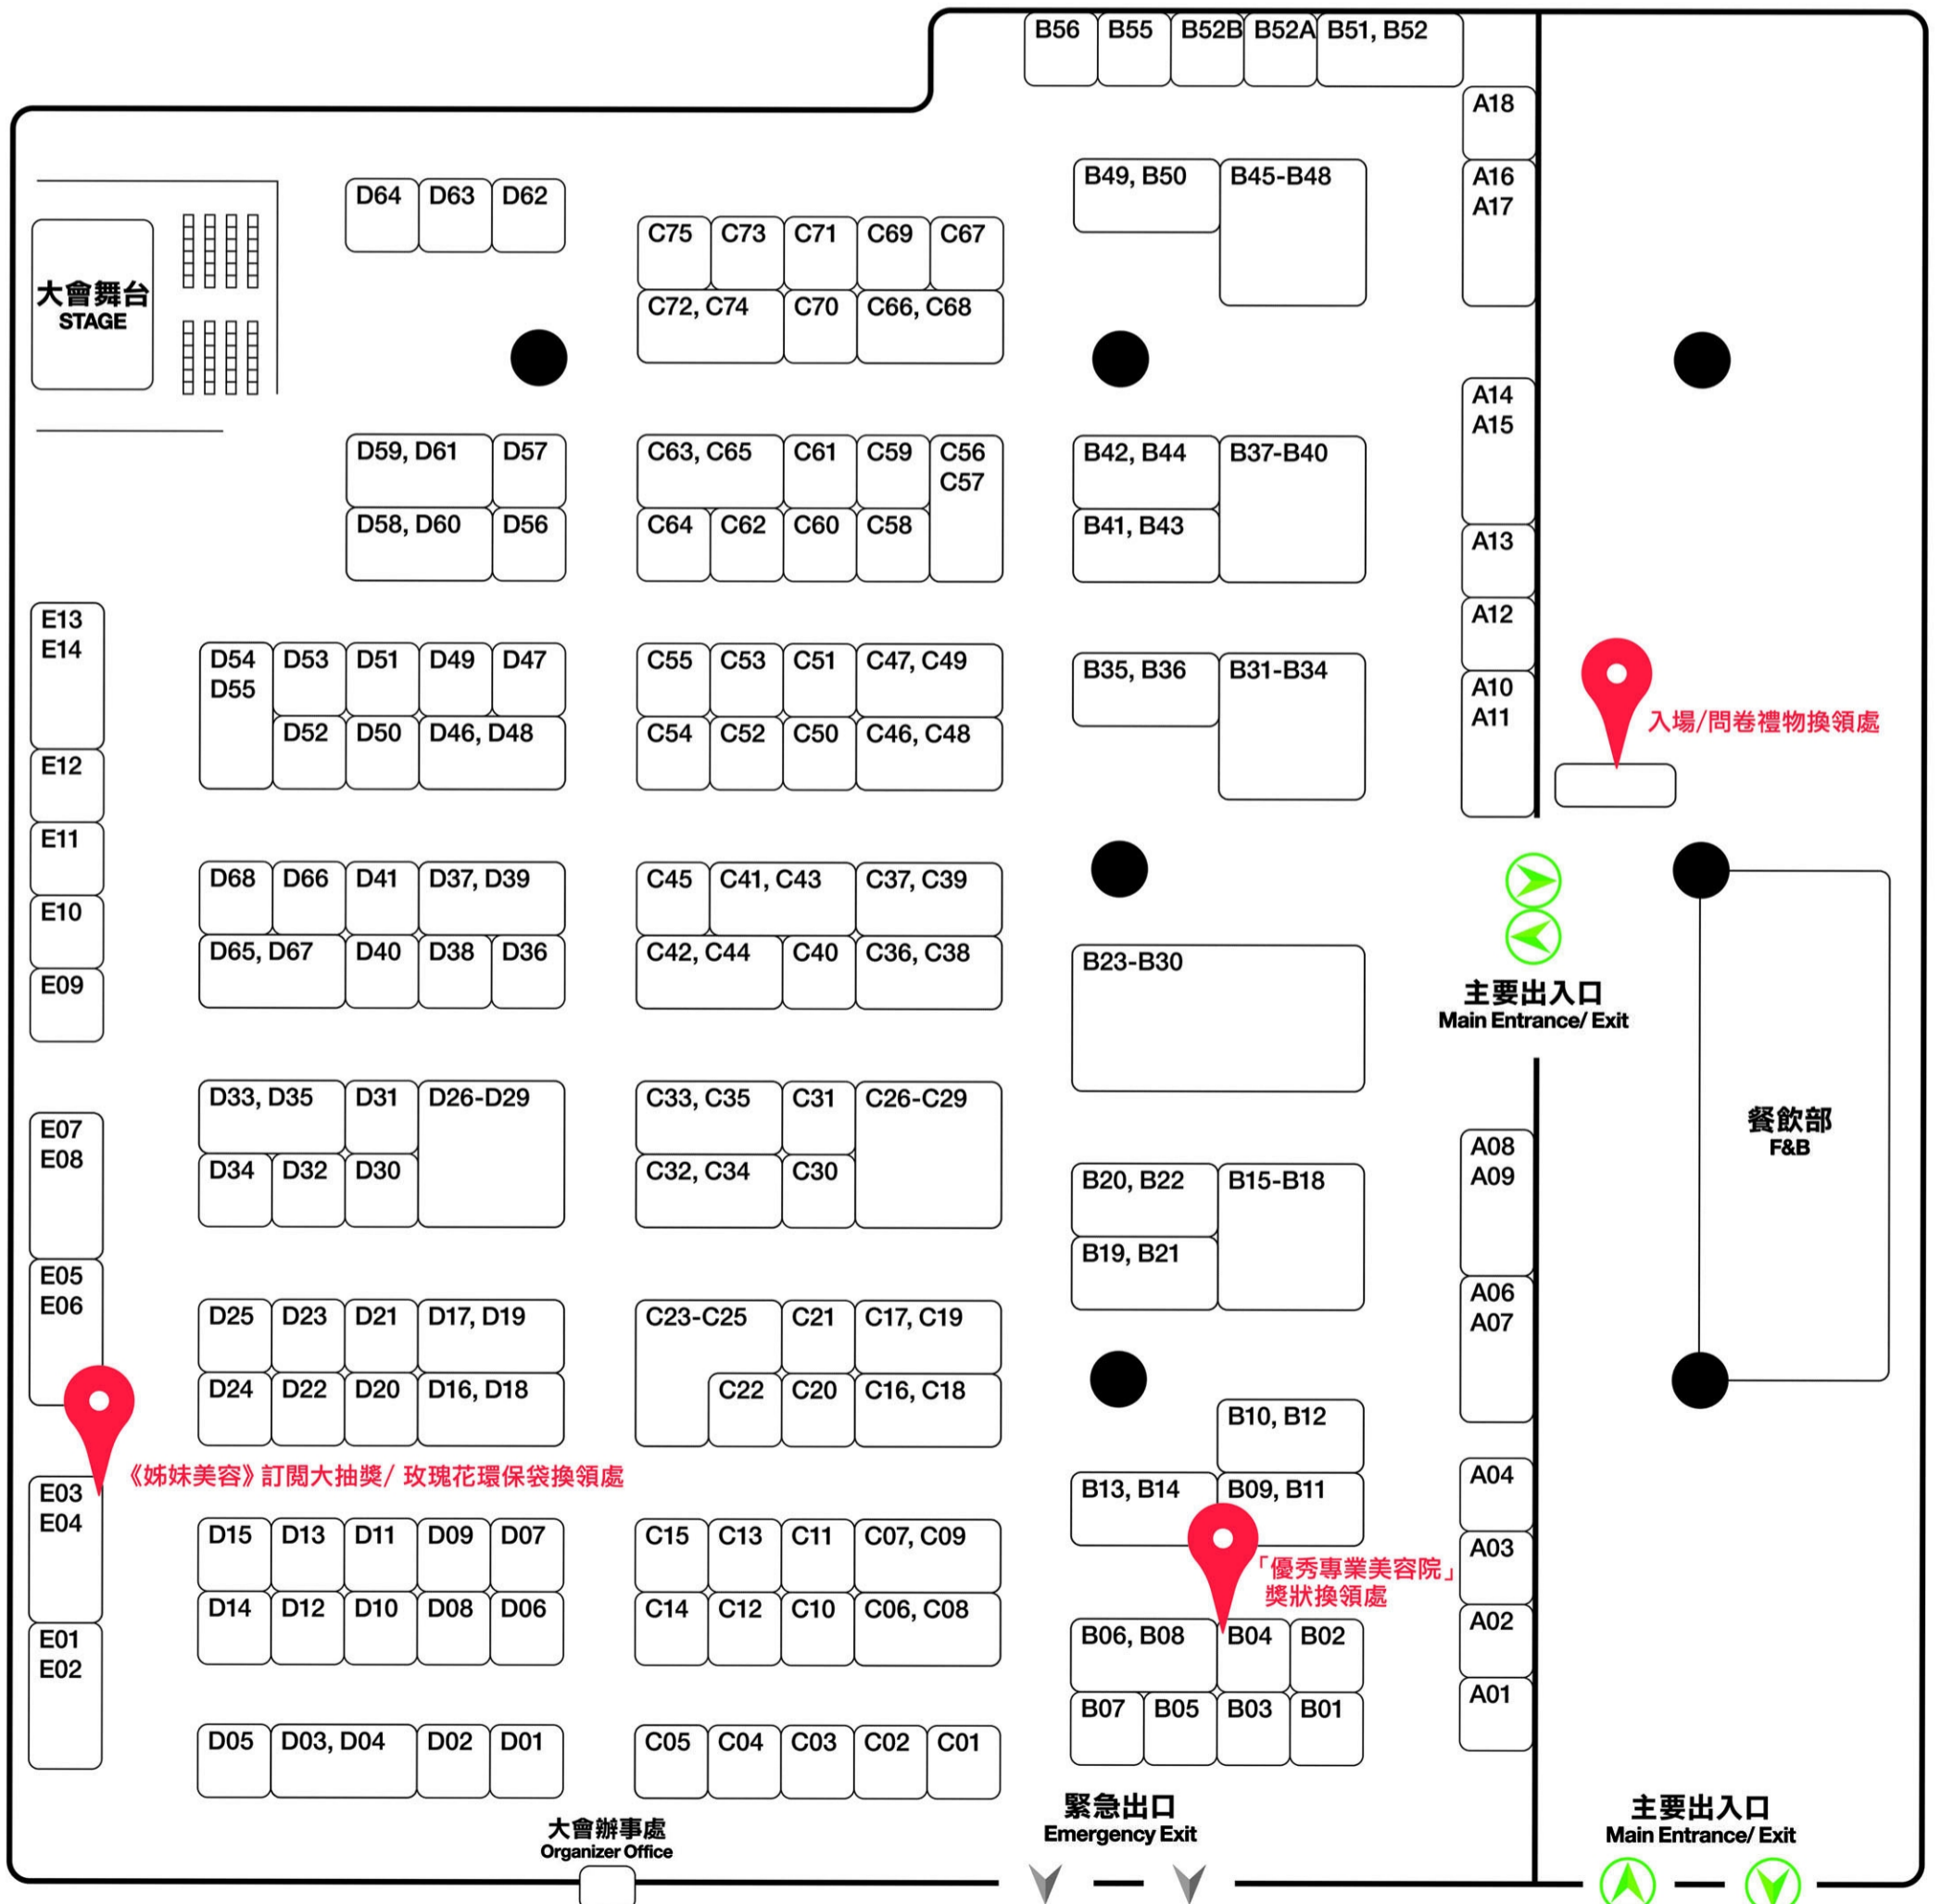 B56
B55
B52B
B52A
B51, B52
A18
A16
A17
B49, B50
B45-B48
D64
D63
D62
C75
C73
C71
C69
C67
C72, C74
C70
C66, C68
大會舞台
STAGE
A14
A15
D59, D61
D57
C63, C65
C61
C59
C56
C57
B42, B44
B37-B40
D58, D60
D56
C64
C62
C60
C58
B41, B43
A13
A12
E13
E14
D54
D55
D53
D51
D49
D47
C55
C53
C51
C47, C49
B35, B36
B31-B34
A10
A11
入場/問卷禮物換領處
D52
D50
D46, D48
C54
C52
C50
C46, C48
E12
E11
D68
D66
D41
D37, D39
C45
C41, C43
C37, C39
E10
D65, D67
D40
D38
D36
C42, C44
C40
C36, C38
B23-B30
E09
主要出入口
Main Entrance/ Exit
D33, D35
D31
D26-D29
C33, C35
C31
C26-C29
餐飲部
F&B
E07
E08
A08
A09
D34
D32
D30
C32, C34
C30
B20, B22
B15-B18
B19, B21
E05
E06
A06
A07
D25
D23
D21
D17, D19
C23-C25
C21
C17, C19
D24
D22
D20
D16, D18
C22
C20
C16, C18
B10, B12
《姊妹美容》訂閱大抽獎/ 玫瑰花環保袋換領處
B13, B14
B09, B11
A04
E03
E04
D15
D13
D11
D09
D07
C15
C13
C11
C07, C09
A03
「優秀專業美容院」
獎狀換領處
D14
D12
D10
D08
D06
C14
C12
C10
C06, C08
B06, B08
B04
B02
A02
E01
E02
B07
B05
B03
B01
A01
D05
D03, D04
D02
D01
C05
C04
C03
C02
C01
大會辦事處
Organizer Office
緊急出口
Emergency Exit
主要出入口
Main Entrance/ Exit